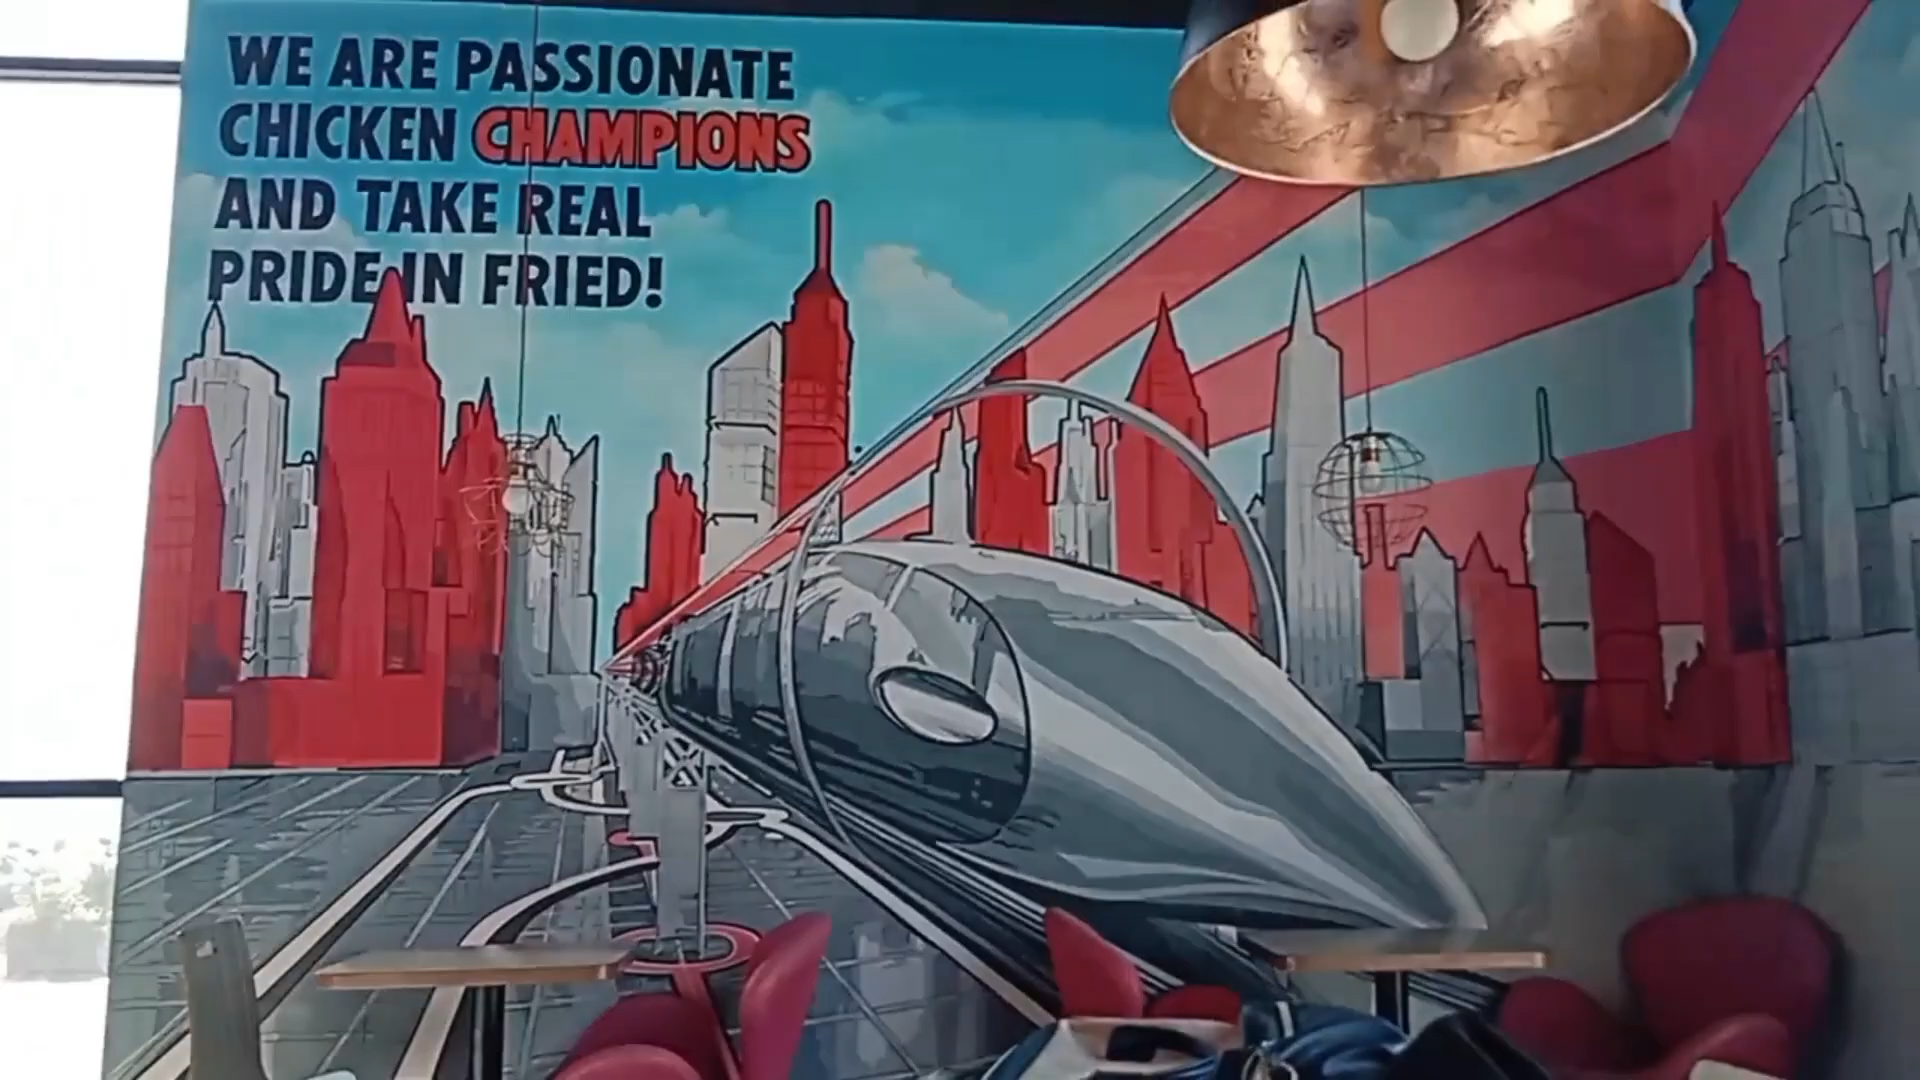 WE ARE PASSIONATE
CHICKEN CHAMPIONS
AND TAKE REAL
PRIDE IN FRIED!